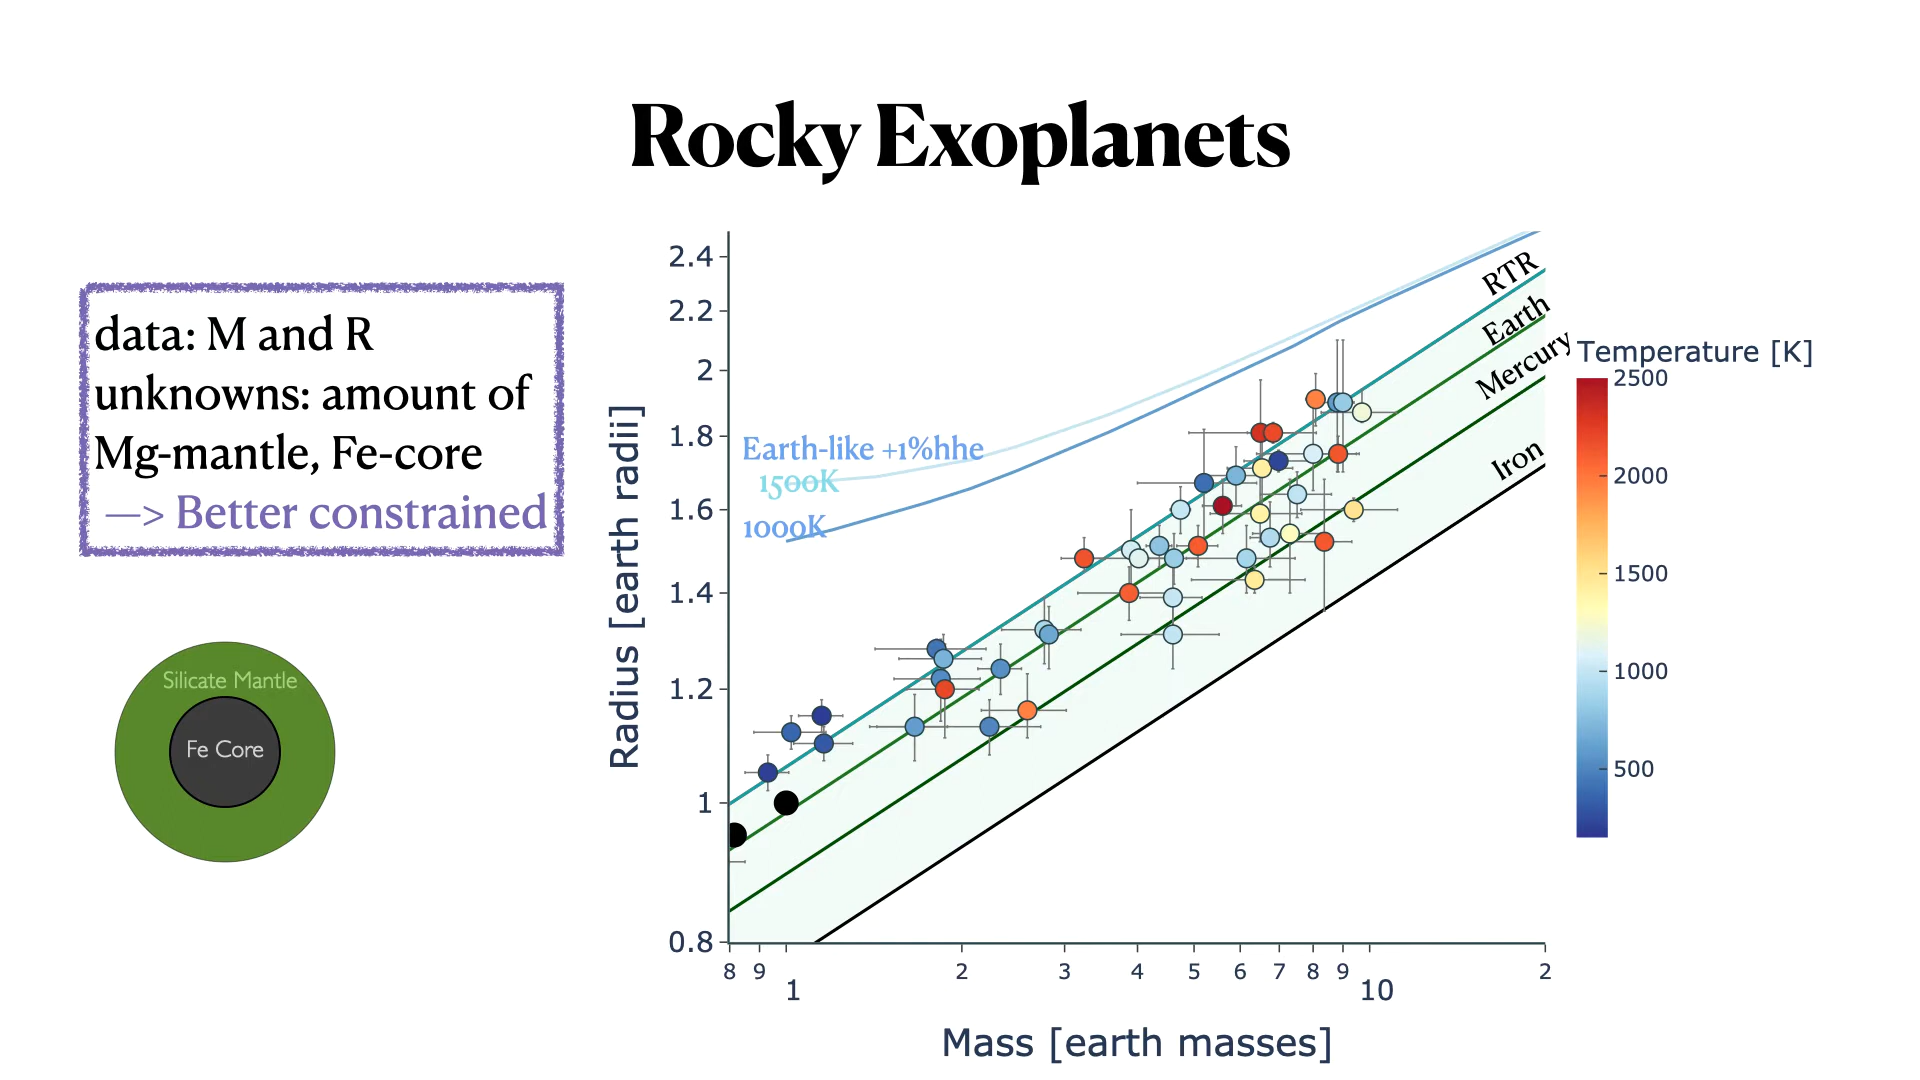 Rocky Exoplanets
data: M and R
unknowns: amount of
Mg-mantle, Fe-core
—> Better constrained
Silicate Mantle
Fe Core
Radius [earth radii]
2.4
2.2
2
1.8
1.6
1.4
1.2
1
0.8
Earth-like +1%hhe
1500K
1000K
RTR
Earth
Mercury
Iron
8 9 2 3 4 5 6 7 8 9 2
1 10
Mass [earth masses]
Temperature [K]
2500
2000
1500
1000
500